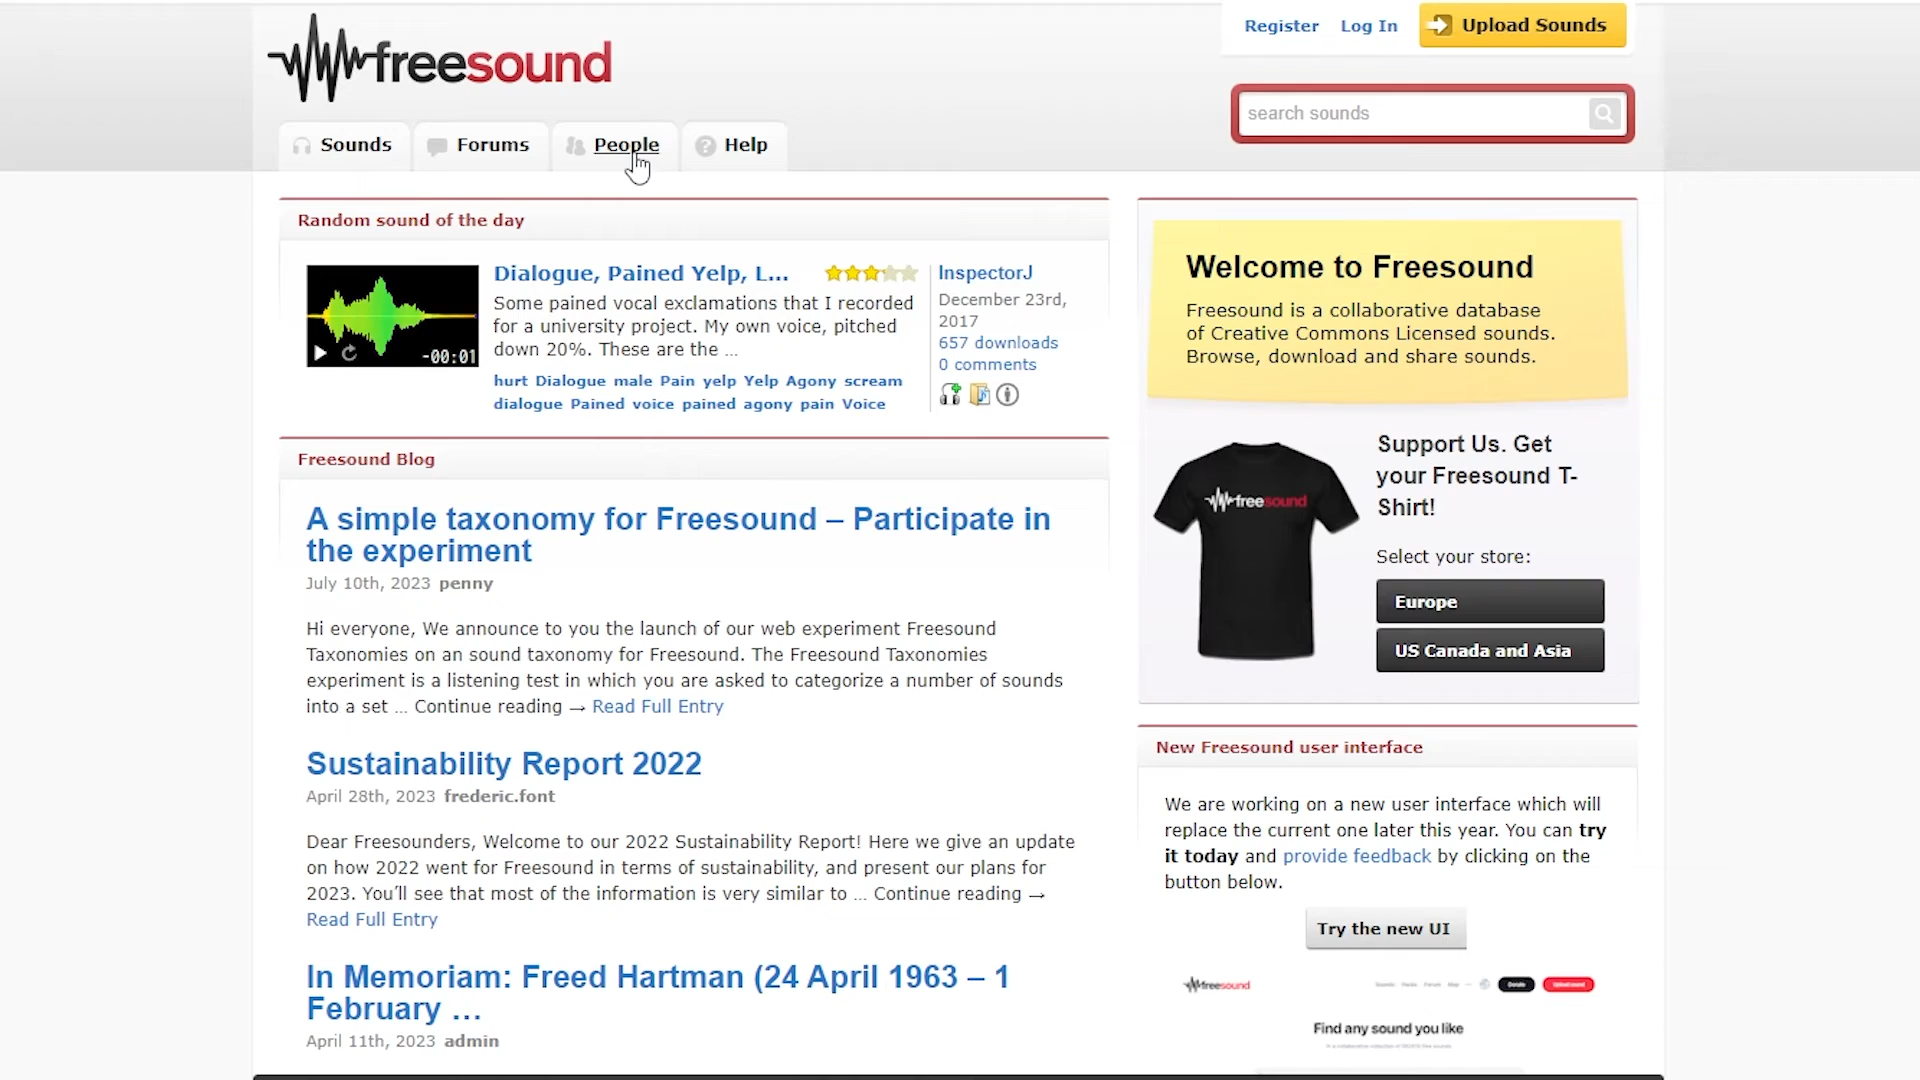 freesound
Register Log In Upload Sounds
search sounds
Sounds Forums People Help
Random sound of the day
Dialogue, Pained Yelp, L...
Some pained vocal exclamations that I recorded
for a university project. My own voice, pitched
down 20%. These are the ...
hurt Dialogue male Pain yelp Yelp Agony scream
dialogue Pained voice pained agony pain Voice
-00:01
InspectorJ
December 23rd,
2017
657 downloads
0 comments
Freesound Blog
A simple taxonomy for Freesound – Participate in
the experiment
July 10th, 2023 penny
Hi everyone, We announce to you the launch of our web experiment Freesound
Taxonomies on an sound taxonomy for Freesound. The Freesound Taxonomies
experiment is a listening test in which you are asked to categorize a number of sounds
into a set ... Continue reading → Read Full Entry
Sustainability Report 2022
April 28th, 2023 frederic.font
Dear Freesounders, Welcome to our 2022 Sustainability Report! Here we give an update
on how 2022 went for Freesound in terms of sustainability, and present our plans for
2023. You’ll see that most of the information is very similar to ... Continue reading →
Read Full Entry
In Memoriam: Freed Hartman (24 April 1963 – 1
February ...
April 11th, 2023 admin
Welcome to Freesound
Freesound is a collaborative database
of Creative Commons Licensed sounds.
Browse, download and share sounds.
freesound
Support Us. Get
your Freesound T-
Shirt!
Select your store:
Europe
US Canada and Asia
New Freesound user interface
We are working on a new user interface which will
replace the current one later this year. You can try
it today and provide feedback by clicking on the
button below.
Try the new UI
freesound
Find any sound you like